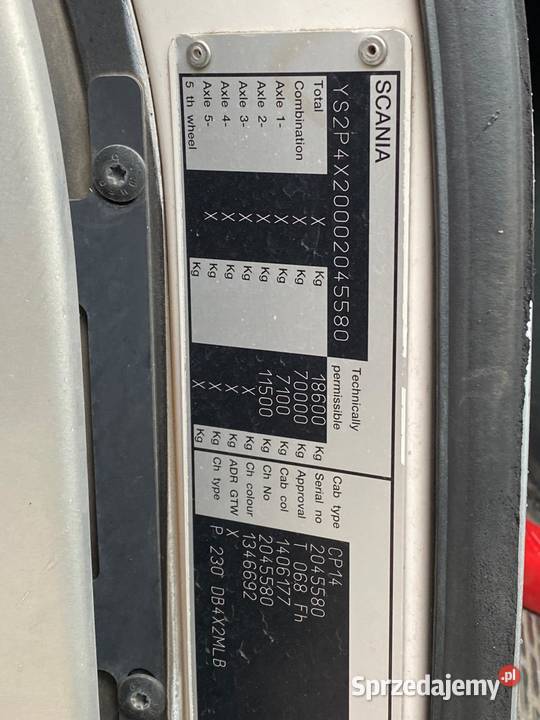 SCANIA
YS2P4X20002045580
Technically
permissible
Total X Kg 18600 Kg
Combination X Kg 70000 Kg
Axle 1- X Kg 7100 Kg
Axle 2- X Kg 11500 Kg
Axle 3- X Kg X Kg
Axle 4- X Kg X Kg
Axle 5- X Kg X Kg
5 th wheel Kg X Kg
Cab type CP14
Serial no 2045580
Approval T 068 Fh
Cab col 1406177
Ch No 2045580
Ch colour 1346692
ADR GTW X
Ch type P 230 DB4X2MLB
Sprzedajemy.pl